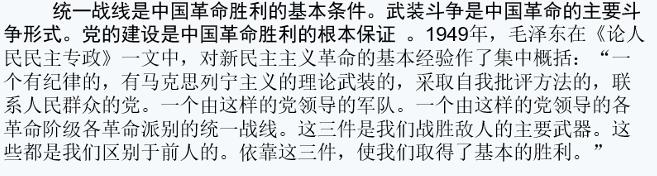 统一战线是中国革命胜利的基本条件。武装斗争是中国革命的主要斗
争形式。党的建设是中国革命胜利的根本保证 。1949年，毛泽东在《论人
民民主专政》一文中，对新民主主义革命的基本经验作了集中概括：“一
个有纪律的，有马克思列宁主义的理论武装的，采取自我批评方法的，联
系人民群众的党。一个由这样的党领导的军队。一个由这样的党领导的各
革命阶级各革命派别的统一战线。这三件是我们战胜敌人的主要武器。这
些都是我们区别于前人的。依靠这三件，使我们取得了基本的胜利。”